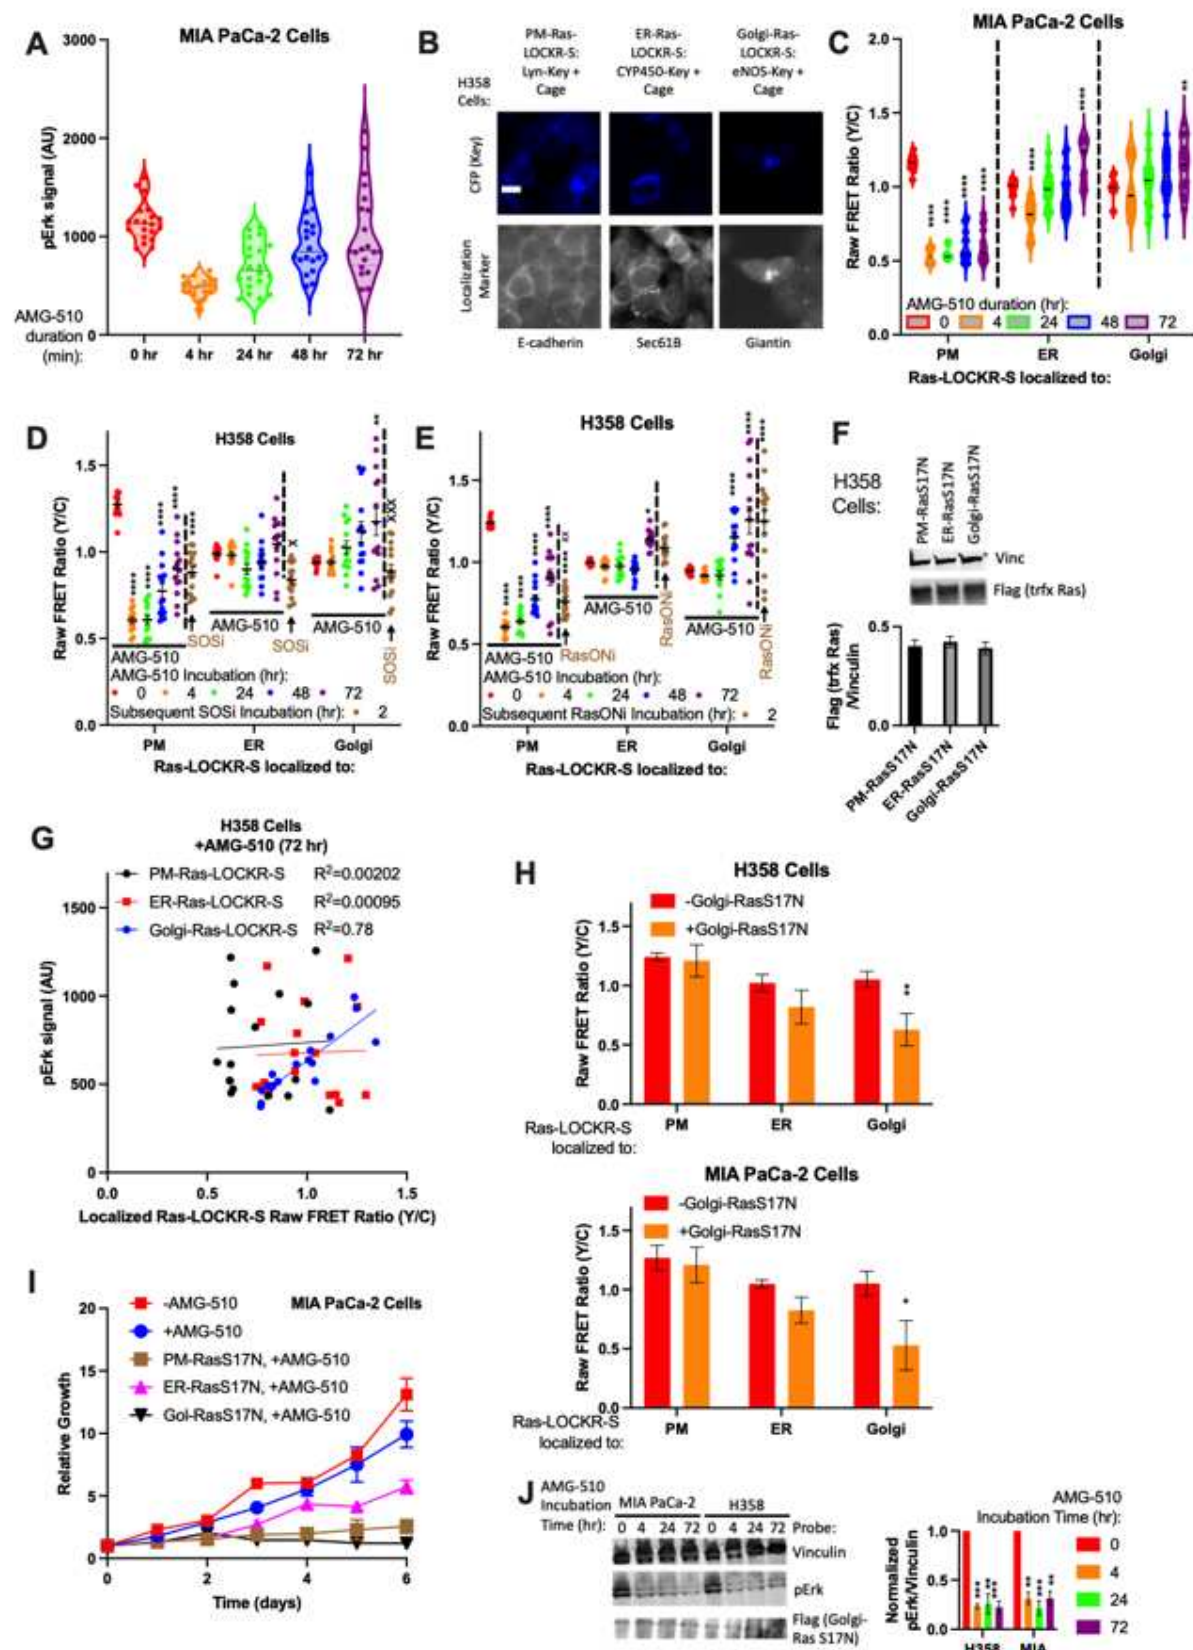 A
MIA PaCa-2 Cells
pErk signal (AU)
3000
2000
1000
0
AMG-510
duration
(min):
0 hr 4 hr 24 hr 48 hr 72 hr
B
PM-Ras-
LOCKR-S:
Lyn-Key +
Cage
ER-Ras-
LOCKR-S:
CYP450-Key +
Cage
Golgi-Ras-
LOCKR-S:
eNOS-Key +
Cage
H358
Cells:
CFP (Key)
Localization
Marker
E-cadherin Sec61B Giantin
C
MIA PaCa-2 Cells
Raw FRET Ratio (Y/C)
2.0
1.5
1.0
0.5
0.0
**** **** **** ****
**** ****
**
AMG-510 duration (hr):
0 4 24 48 72
PM ER Golgi
Ras-LOCKR-S localized to:
D
H358 Cells
Raw FRET Ratio (Y/C)
1.5
1.0
0.5
0.0
AMG-510
AMG-510
AMG-510
SOSi
SOSi
SOSi
AMG-510 Incubation (hr):
0 4 24 48 72
Subsequent SOSi Incubation (hr): 2
PM ER Golgi
Ras-LOCKR-S localized to:
E
H358 Cells
Raw FRET Ratio (Y/C)
1.5
1.0
0.5
0.0
AMG-510
AMG-510
AMG-510
RasONi
RasONi
RasONi
AMG-510 Incubation (hr):
0 4 24 48 72
Subsequent RasONi Incubation (hr): 2
PM ER Golgi
Ras-LOCKR-S localized to:
F
H358
Cells:
PM-RasS17N
ER-RasS17N
Golgi-RasS17N
Vinc
Flag (trfx Ras)
Flag (trfx Ras)
/Vinculin
0.5
0.0
PM-RasS17N
ER-RasS17N
Golgi-RasS17N
G
H358 Cells
+AMG-510 (72 hr)
PM-Ras-LOCKR-S R²=0.00202
ER-Ras-LOCKR-S R²=0.00095
Golgi-Ras-LOCKR-S R²=0.78
pErk signal (AU)
1500
1000
500
0
0.0 0.5 1.0 1.5
Localized Ras-LOCKR-S Raw FRET Ratio (Y/C)
H
H358 Cells
-Golgi-RasS17N
+Golgi-RasS17N
Raw FRET Ratio (Y/C)
1.5
1.0
0.5
0.0
**
Ras-LOCKR-S
localized to:
PM ER Golgi
MIA PaCa-2 Cells
-Golgi-RasS17N
+Golgi-RasS17N
Raw FRET Ratio (Y/C)
1.5
1.0
0.5
0.0
*
Ras-LOCKR-S
localized to:
PM ER Golgi
I
MIA PaCa-2 Cells
-AMG-510
+AMG-510
PM-RasS17N, +AMG-510
ER-RasS17N, +AMG-510
Gol-RasS17N, +AMG-510
Relative Growth
20
15
10
5
0
0 2 4 6
Time (days)
J
AMG-510
Incubation
Time (hr):
MIA PaCa-2 H358
0 4 24 72 0 4 24 72 Probe:
Vinculin
pErk
Flag (Golgi-
Ras S17N)
Normalized
pErk/Vinculin
1.0
0.5
0.0
H358 MIA
AMG-510
Incubation Time (hr):
0
4
24
72